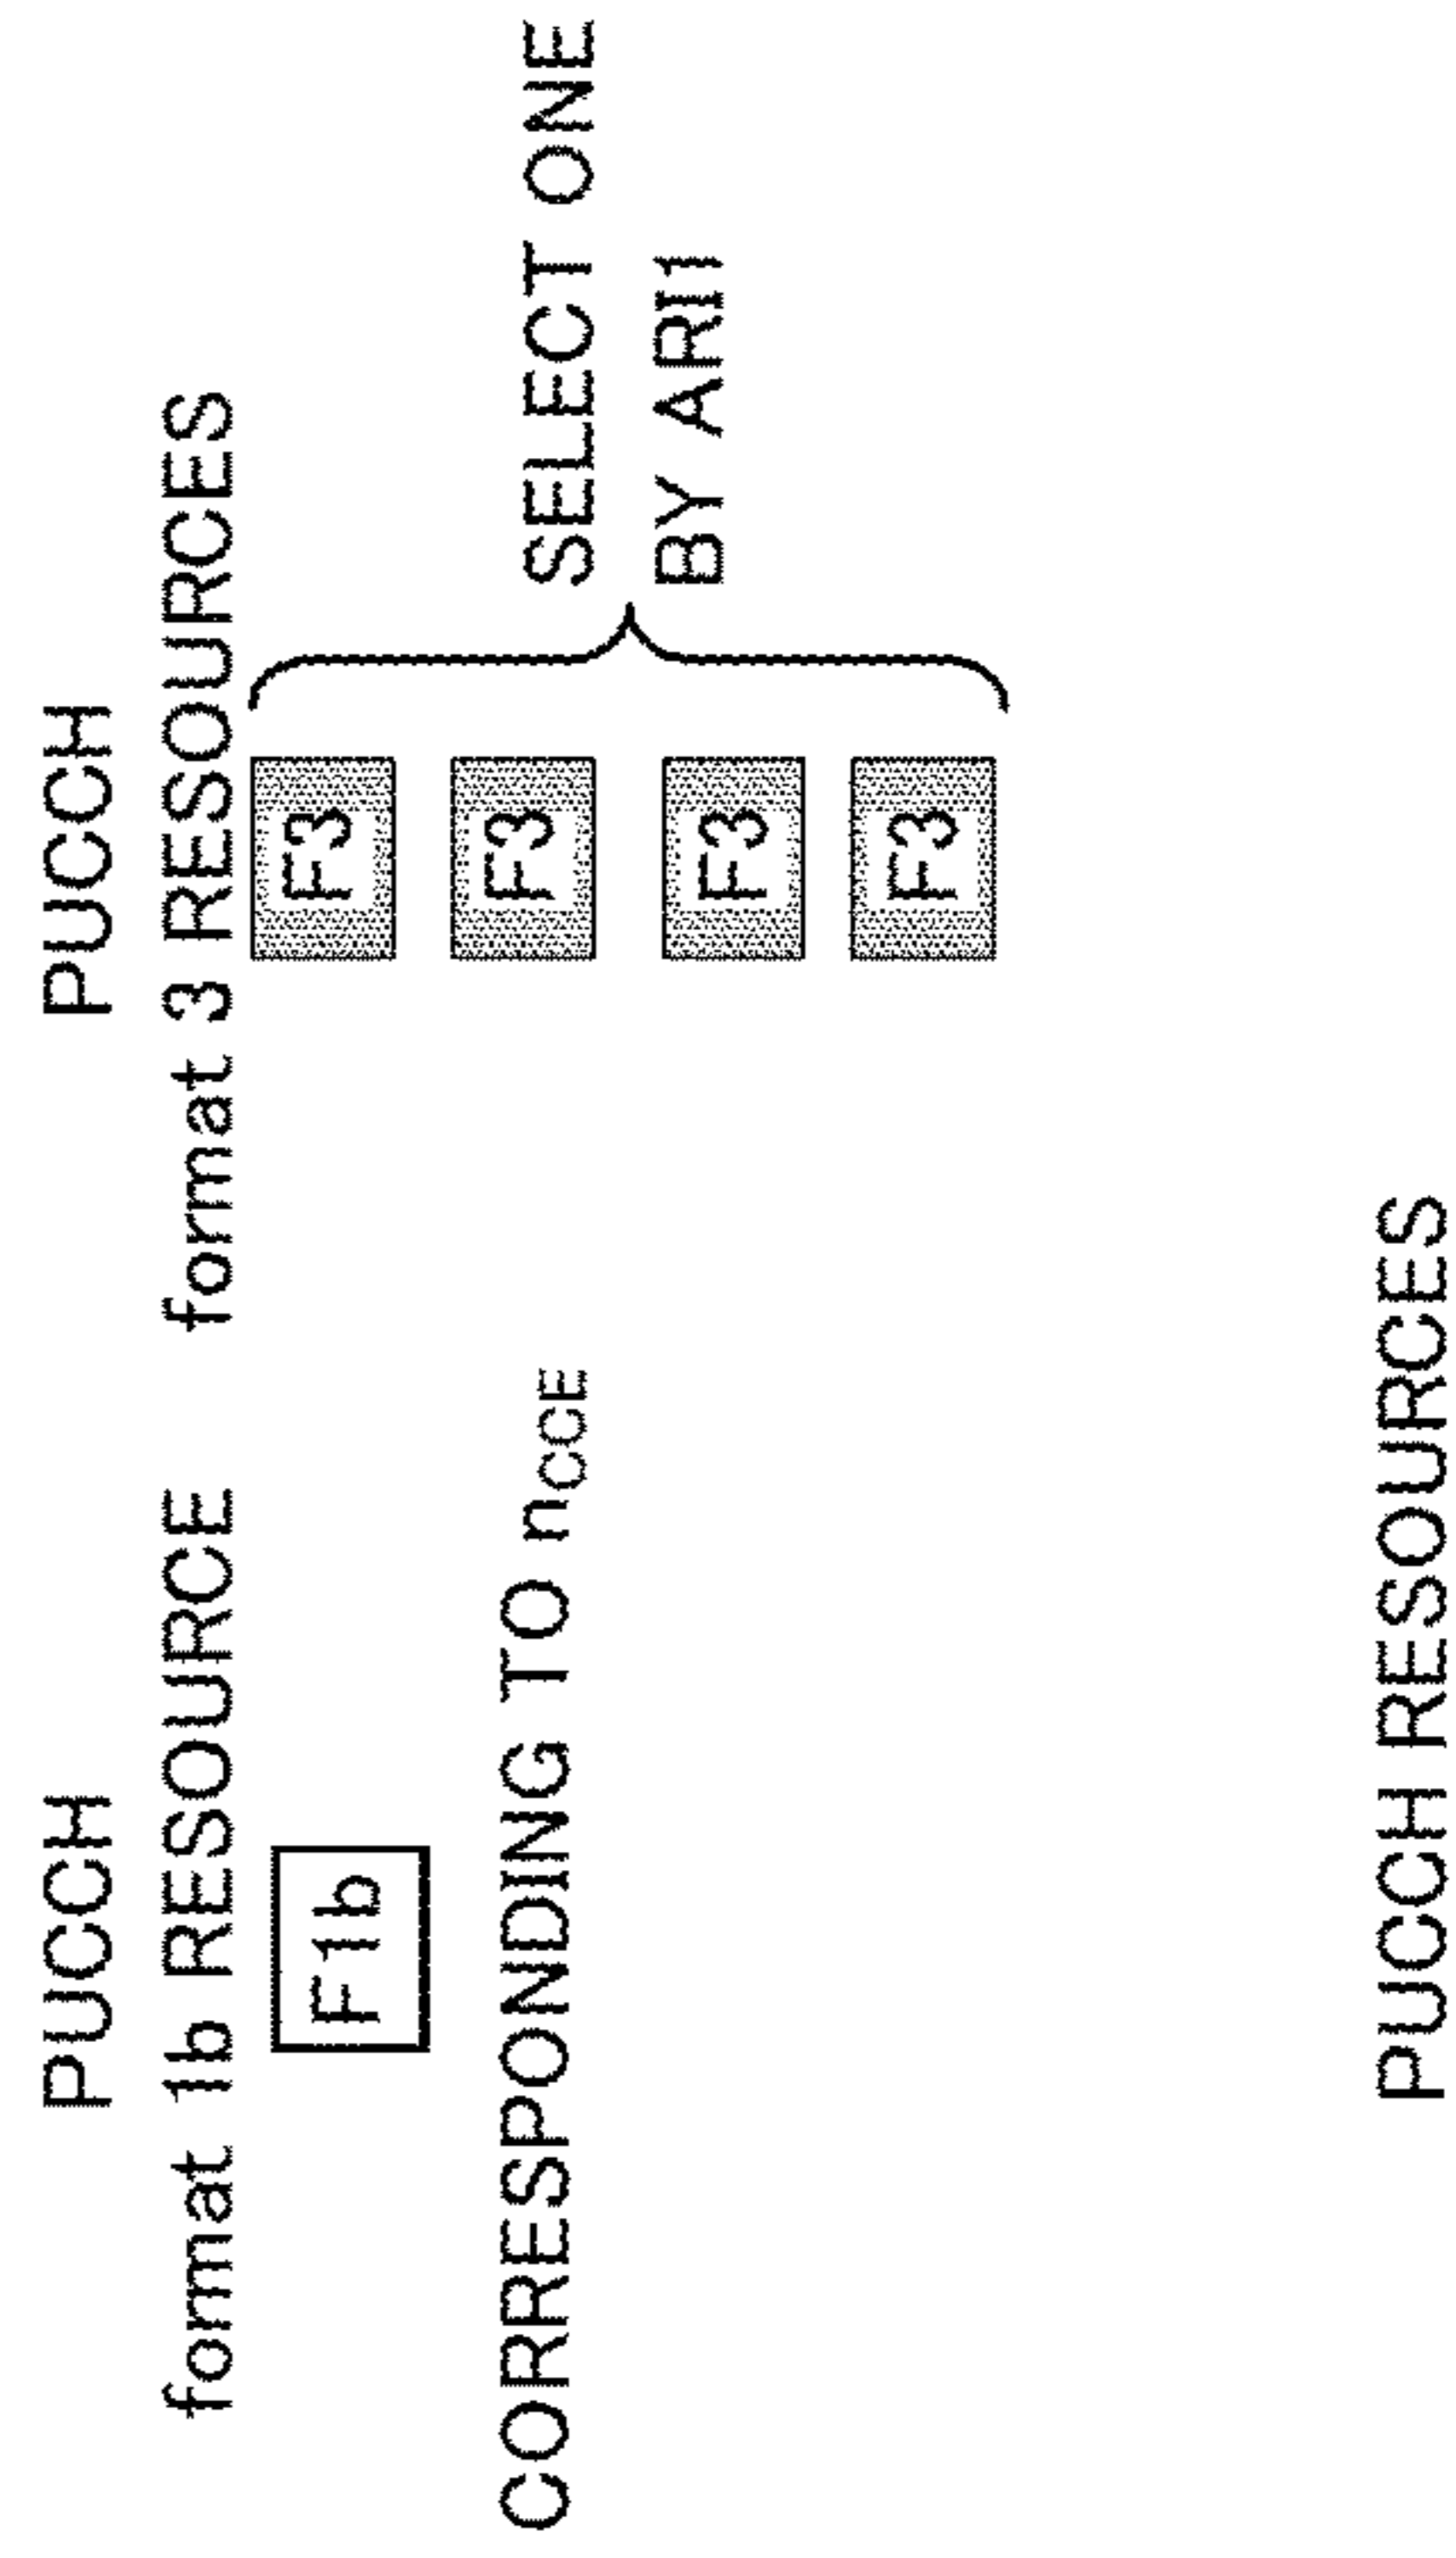 PUCCH
format 1b RESOURCE
F1b
CORRESPONDING TO nCCE
PUCCH
format 3 RESOURCES
F3
F3
F3
F3
SELECT ONE
BY ARI1
PUCCH RESOURCES